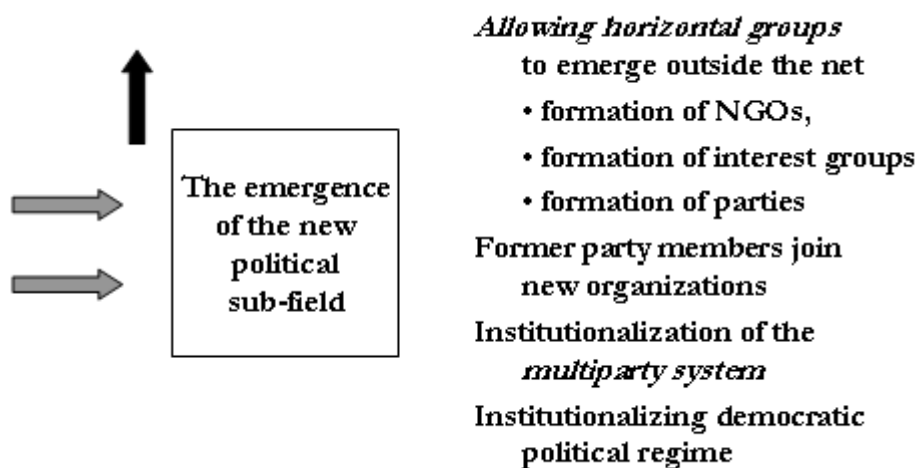 The emergence
of the new
political
sub-field
Allowing horizontal groups
to emerge outside the net
• formation of NGOs,
• formation of interest groups
• formation of parties
Former party members join
new organizations
Institutionalization of the
multiparty system
Institutionalizing democratic
political regime